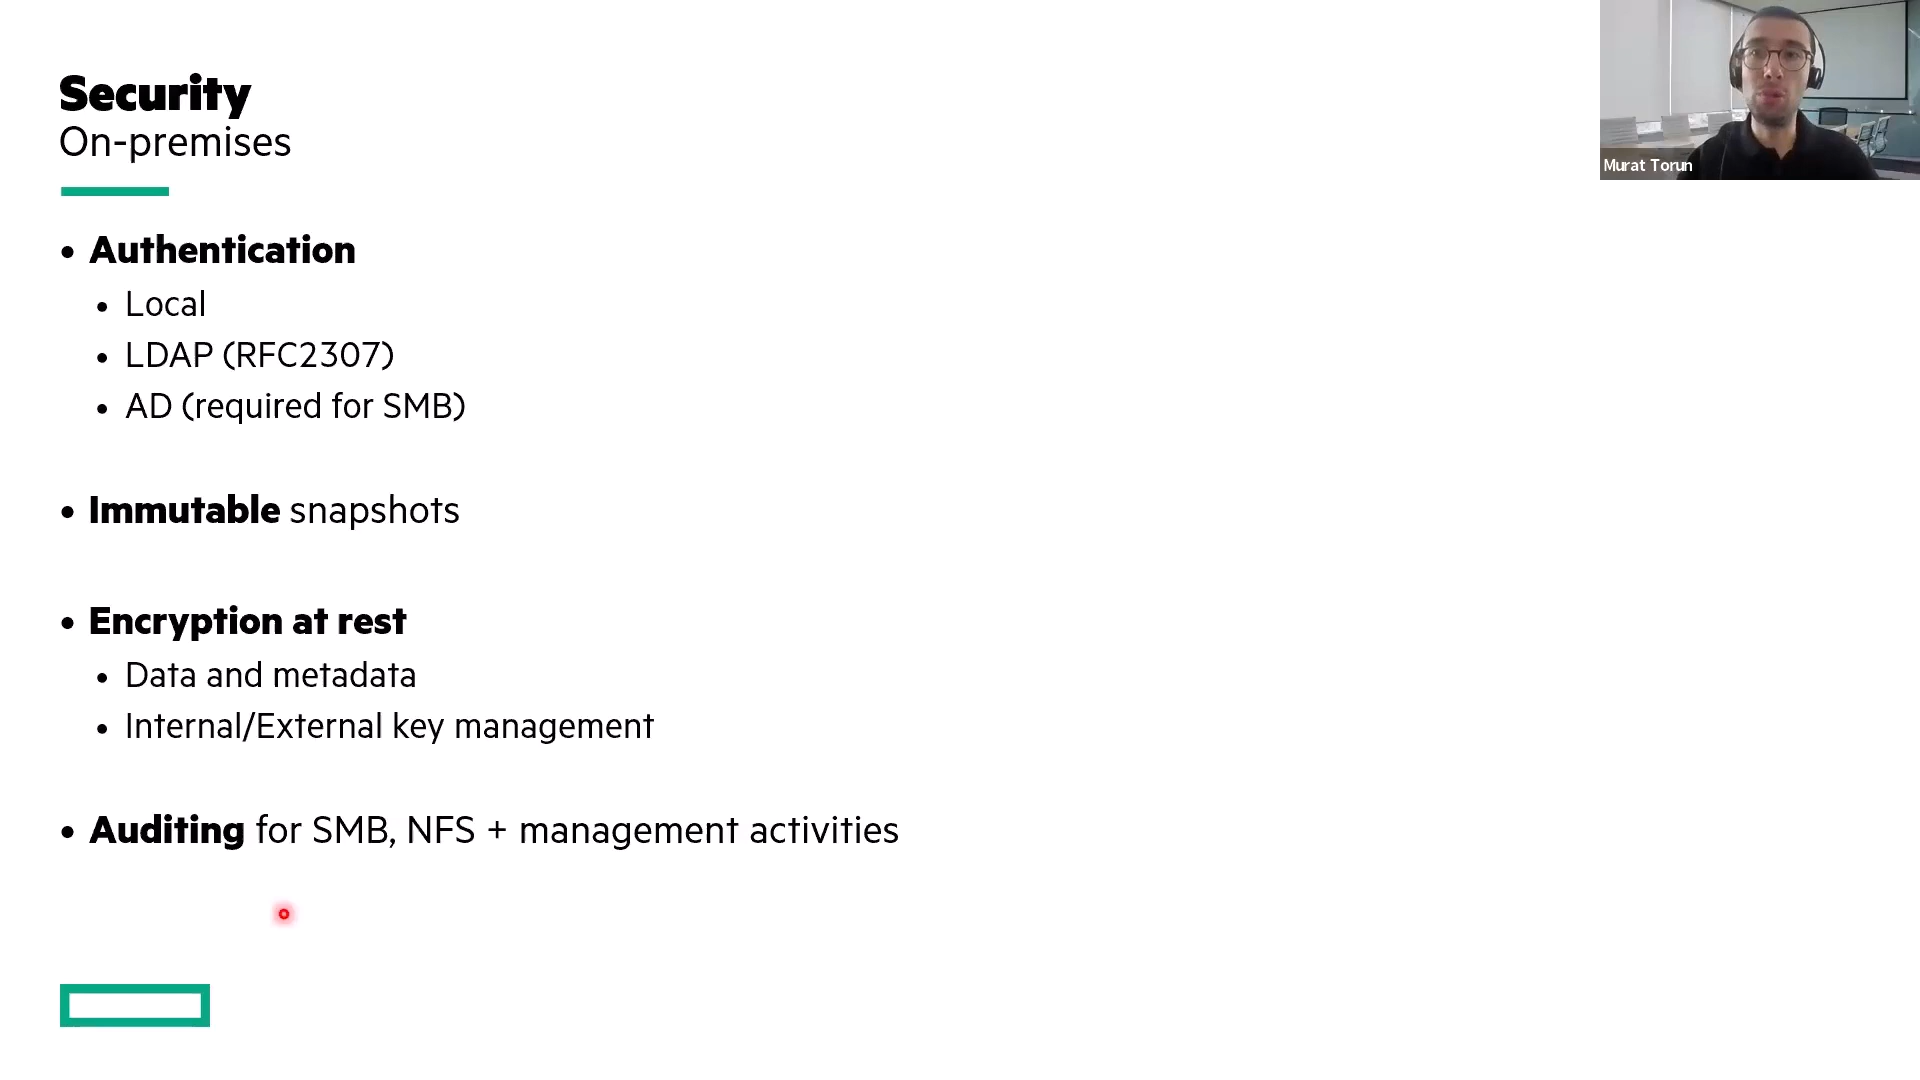 Security
On-premises
Murat Torun
• Authentication
• Local
• LDAP (RFC2307)
• AD (required for SMB)
• Immutable snapshots
• Encryption at rest
• Data and metadata
• Internal/External key management
• Auditing for SMB, NFS + management activities